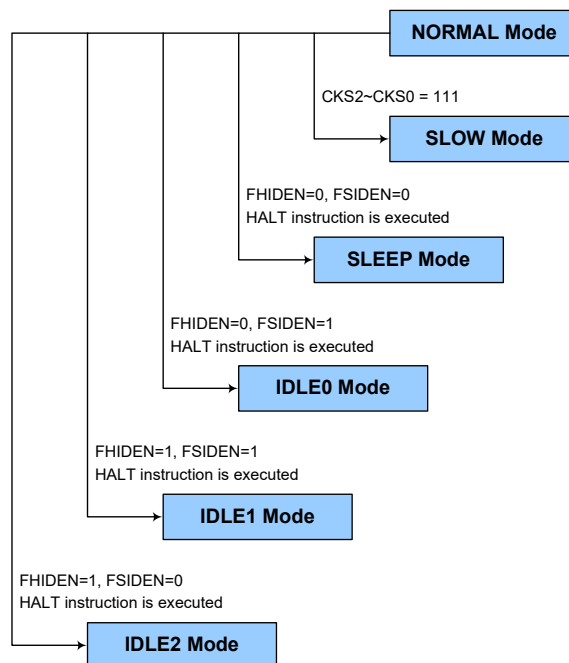 NORMAL Mode
CKS2~CKS0 = 111
SLOW Mode
FHIDEN=0, FSIDEN=0
HALT instruction is executed
SLEEP Mode
FHIDEN=0, FSIDEN=1
HALT instruction is executed
IDLE0 Mode
FHIDEN=1, FSIDEN=1
HALT instruction is executed
IDLE1 Mode
FHIDEN=1, FSIDEN=0
HALT instruction is executed
IDLE2 Mode